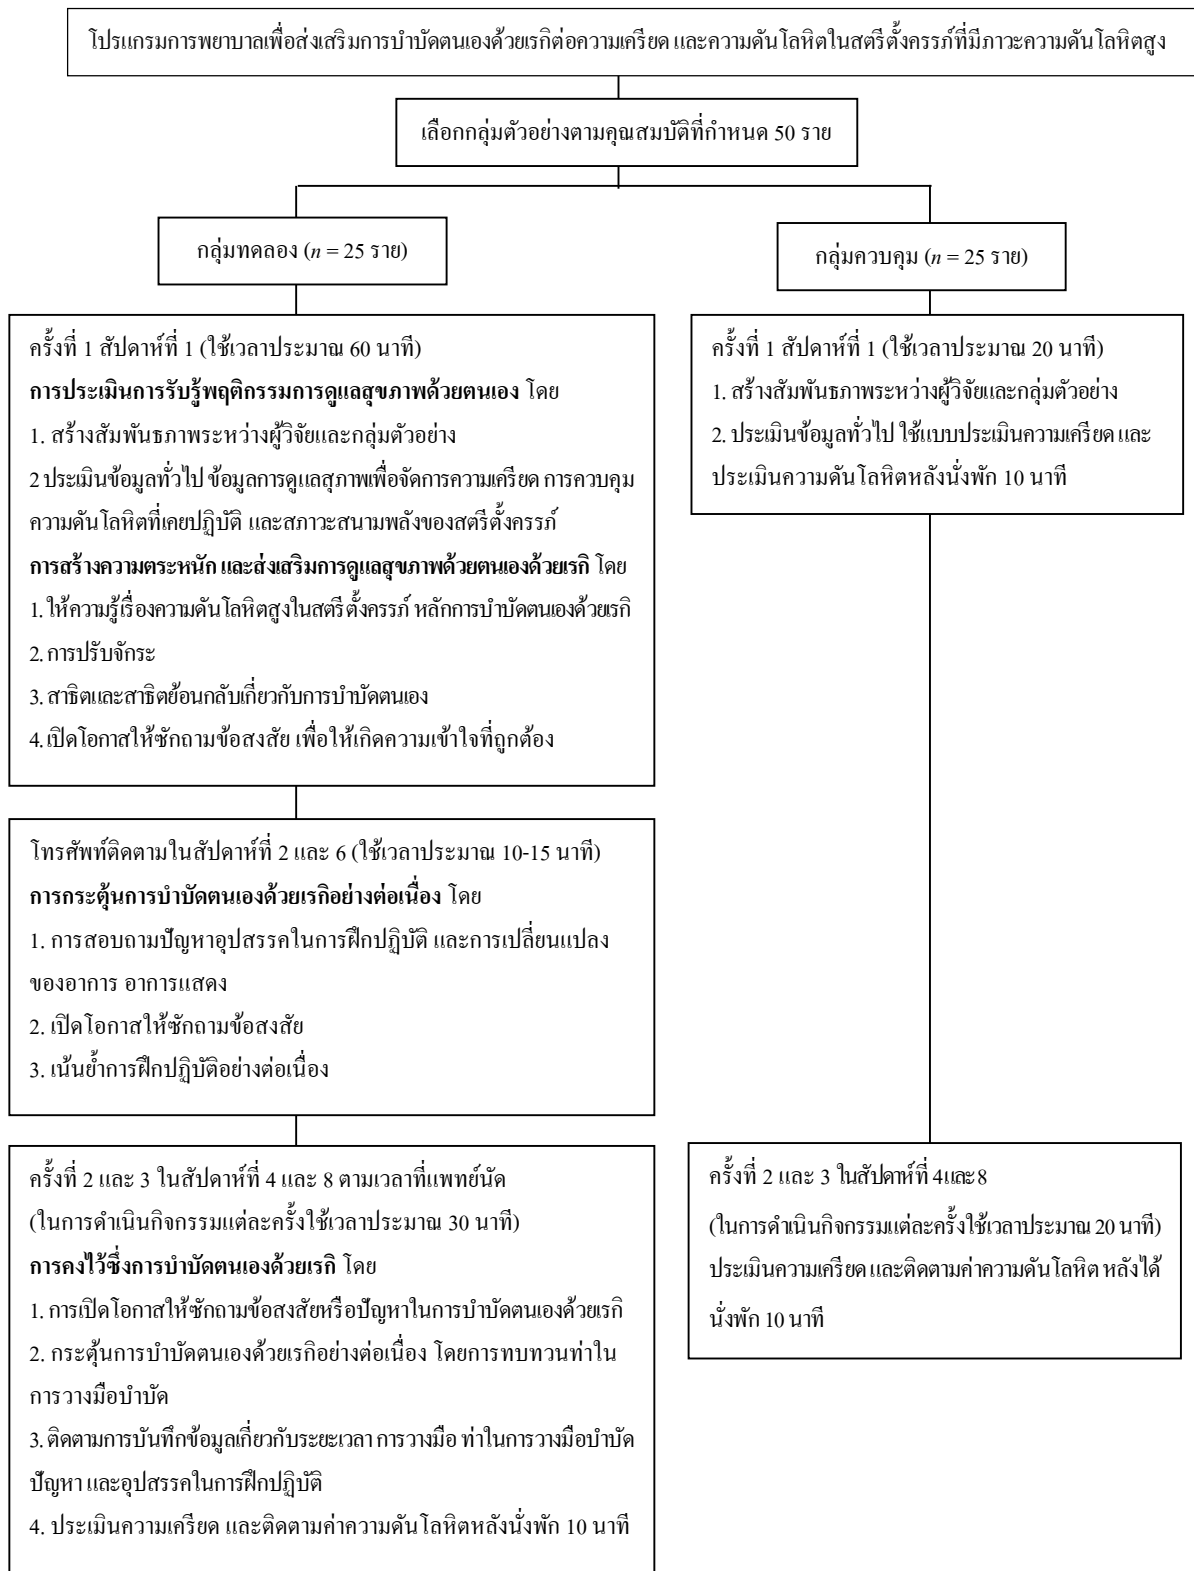 โปรแกรมการพยาบาลเพื่อส่งเสริมการบำบัดตนเองด้วยเรกิต่อความเครียด และความดันโลหิตในสตรีตั้งครรภ์ที่มีภาวะความดันโลหิตสูง
เลือกกลุ่มตัวอย่างตามคุณสมบัติที่กำหนด 50 ราย
กลุ่มทดลอง (n = 25 ราย)
กลุ่มควบคุม (n = 25 ราย)
ครั้งที่ 1 สัปดาห์ที่ 1 (ใช้เวลาประมาณ 60 นาที)
การประเมินการรับรู้พฤติกรรมการดูแลสุขภาพด้วยตนเอง โดย
1. สร้างสัมพันธภาพระหว่างผู้วิจัยและกลุ่มตัวอย่าง
2 ประเมินข้อมูลทั่วไป ข้อมูลการดูแลสุภาพเพื่อจัดการความเครียด การควบคุม
ความดันโลหิตที่เคยปฏิบัติ และสภาวะสนามพลังของสตรีตั้งครรภ์
การสร้างความตระหนัก และส่งเสริมการดูแลสุขภาพด้วยตนเองด้วยเรกิ โดย
1. ให้ความรู้เรื่องความดันโลหิตสูงในสตรีตั้งครรภ์ หลักการบำบัดตนเองด้วยเรกิ
2. การปรับจักระ
3. สาธิตและสาธิตย้อนกลับเกี่ยวกับการบำบัดตนเอง
4. เปิดโอกาสให้ซักถามข้อสงสัย เพื่อให้เกิดความเข้าใจที่ถูกต้อง
ครั้งที่ 1 สัปดาห์ที่ 1 (ใช้เวลาประมาณ 20 นาที)
1. สร้างสัมพันธภาพระหว่างผู้วิจัยและกลุ่มตัวอย่าง
2. ประเมินข้อมูลทั่วไป ใช้แบบประเมินความเครียด และ
ประเมินความดันโลหิตหลังนั่งพัก 10 นาที
โทรศัพท์ติดตามในสัปดาห์ที่ 2 และ 6 (ใช้เวลาประมาณ 10-15 นาที)
การกระตุ้นการบำบัดตนเองด้วยเรกิอย่างต่อเนื่อง โดย
1. การสอบถามปัญหาอุปสรรคในการฝึกปฏิบัติ และการเปลี่ยนแปลง
ของอาการ อาการแสดง
2. เปิดโอกาสให้ซักถามข้อสงสัย
3. เน้นย้ำการฝึกปฏิบัติอย่างต่อเนื่อง
ครั้งที่ 2 และ 3 ในสัปดาห์ที่ 4 และ 8 ตามเวลาที่แพทย์นัด
(ในการดำเนินกิจกรรมแต่ละครั้งใช้เวลาประมาณ 30 นาที)
การคงไว้ซึ่งการบำบัดตนเองด้วยเรกิ โดย
1. การเปิดโอกาสให้ซักถามข้อสงสัยหรือปัญหาในการบำบัดตนเองด้วยเรกิ
2. กระตุ้นการบำบัดตนเองด้วยเรกิอย่างต่อเนื่อง โดยการทบทวนท่าใน
การวางมือบำบัด
3. ติดตามการบันทึกข้อมูลเกี่ยวกับระยะเวลา การวางมือ ท่าในการวางมือบำบัด
ปัญหา และอุปสรรคในการฝึกปฏิบัติ
4. ประเมินความเครียด และติดตามค่าความดันโลหิตหลังนั่งพัก 10 นาที
ครั้งที่ 2 และ 3 ในสัปดาห์ที่ 4และ8
(ในการดำเนินกิจกรรมแต่ละครั้งใช้เวลาประมาณ 20 นาที)
ประเมินความเครียด และติดตามค่าความดันโลหิต หลังได้
นั่งพัก 10 นาที